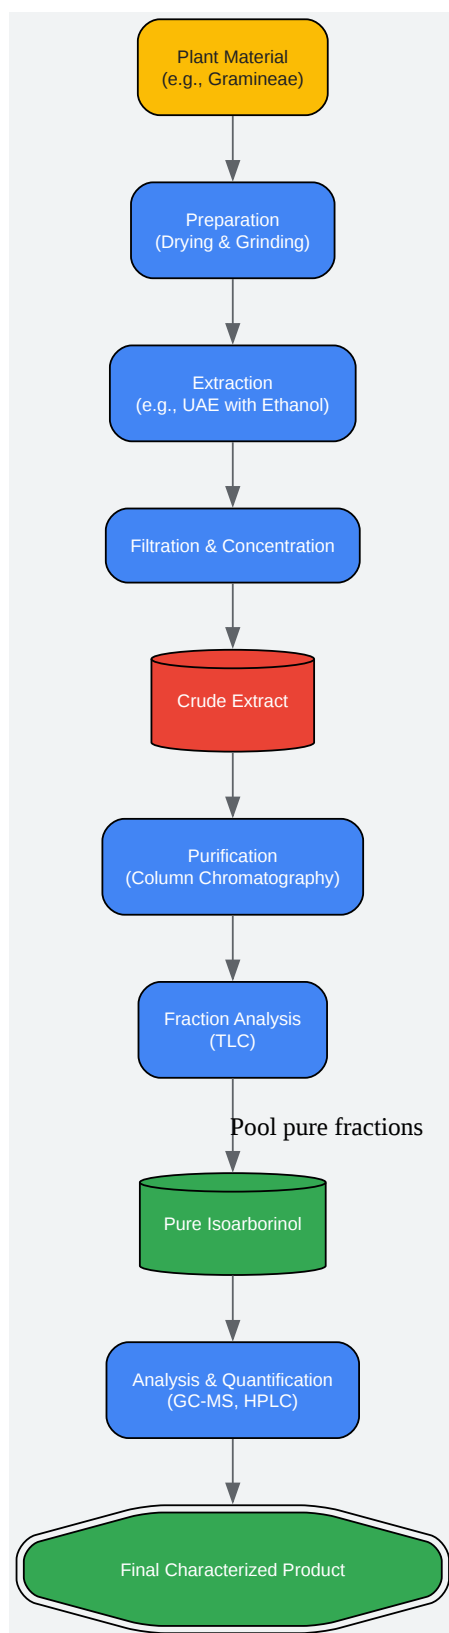 Plant Material
(e.g., Gramineae)
Preparation
(Drying & Grinding)
Extraction
(e.g., UAE with Ethanol)
Filtration & Concentration
Crude Extract
Purification
(Column Chromatography)
Fraction Analysis
(TLC)
Pool pure fractions
Pure Isoarborinol
Analysis & Quantification
(GC-MS, HPLC)
Final Characterized Product